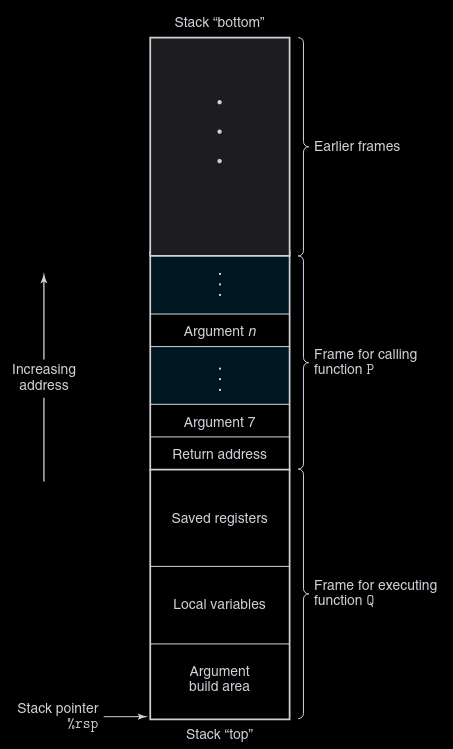 Stack “bottom”
Earlier frames
Argument n
Increasing
address
Frame for calling
function P
Argument 7
Return address
Saved registers
Local variables
Frame for executing
function Q
Argument
build area
Stack pointer
%rsp
Stack “top”